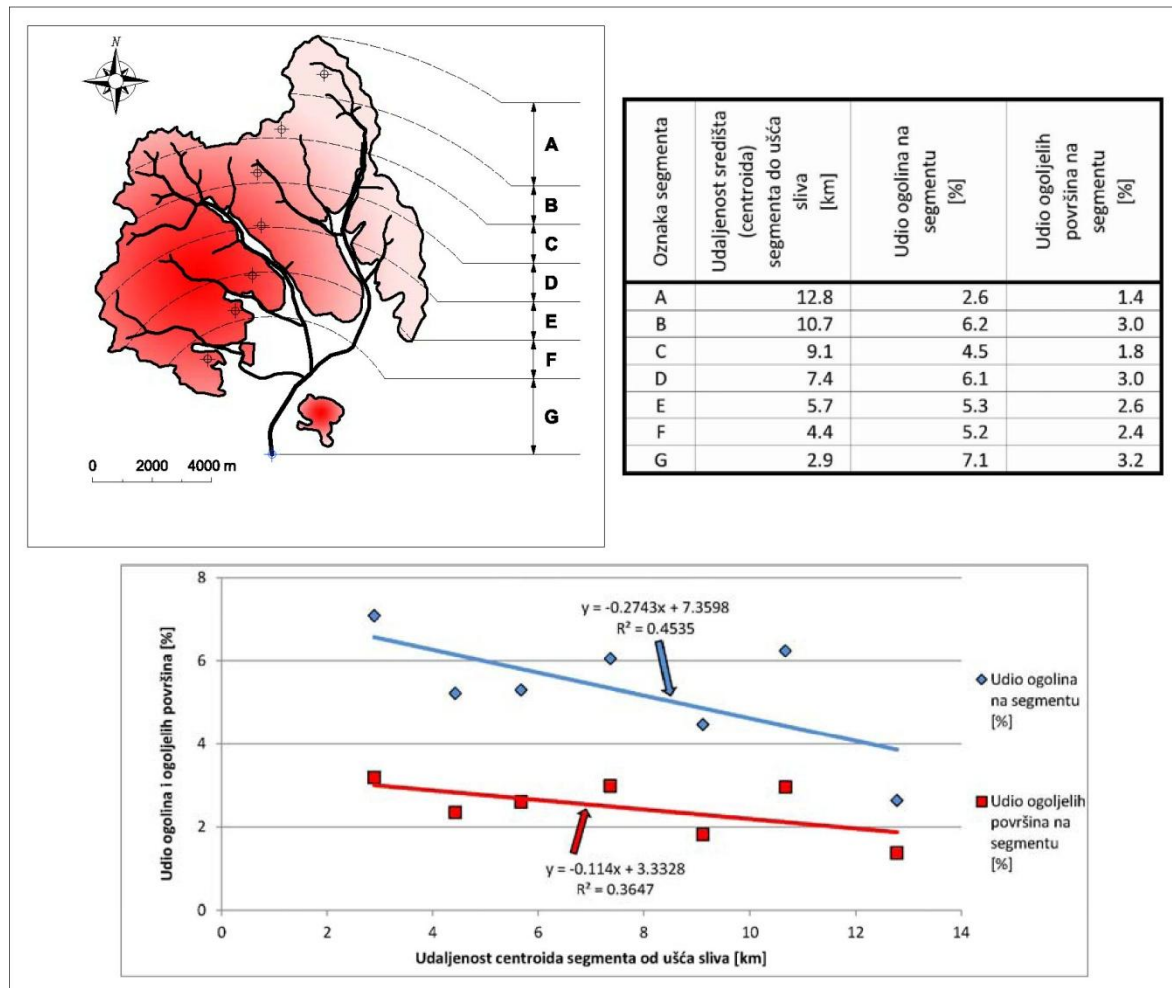 N
A
B
C
D
E
F
G
0 2000 4000 m
Oznaka segmenta
Udaljenost središta
(centroida)
segmenta do ušća
sliva
[km]
Udio ogolina na
segmentu
[%]
Udio ogoljelih
površina na
segmentu
[%]
A 12.8 2.6 1.4
B 10.7 6.2 3.0
C 9.1 4.5 1.8
D 7.4 6.1 3.0
E 5.7 5.3 2.6
F 4.4 5.2 2.4
G 2.9 7.1 3.2
Udio ogolina i ogoljelih površina [%]
8
6
4
2
0
y = -0.2743x + 7.3598
R² = 0.4535
y = -0.114x + 3.3328
R² = 0.3647
0 2 4 6 8 10 12 14
Udaljenost centroida segmenta od ušća sliva [km]
Udio ogolina
na segmentu
[%]
Udio ogoljelih
površina na
segmentu
[%]